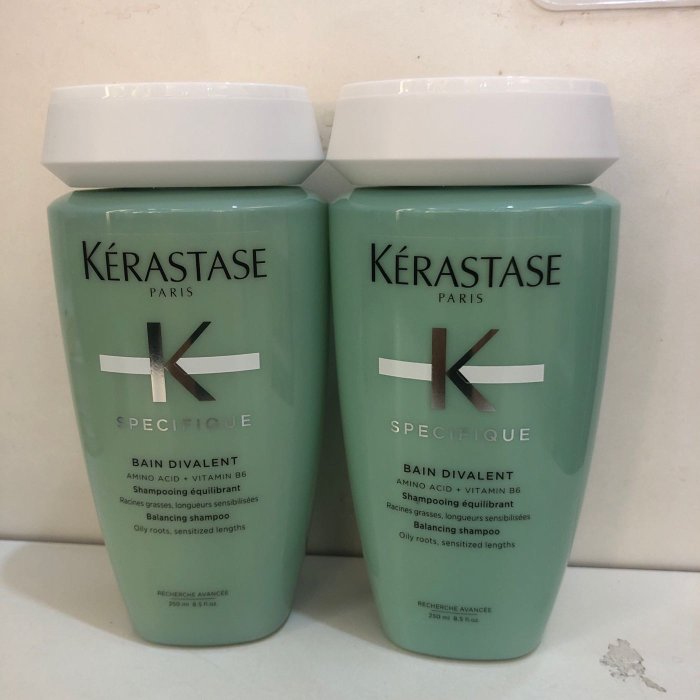 KÉRASTASE
PARIS
K
SPECIFIQUE
BAIN DIVALENT
AMINO ACID + VITAMIN B6
Shampooing équilibrant
Racines grasses, longueurs sensibilisées
Balancing shampoo
Oily roots, sensitized lengths
RECHERCHE AVANCÉE
250 ml 8.5 fl.oz.
KÉRASTASE
PARIS
K
SPECIFIQUE
BAIN DIVALENT
AMINO ACID + VITAMIN B6
Shampooing équilibrant
Racines grasses, longueurs sensibilisées
Balancing shampoo
Oily roots, sensitized lengths
RECHERCHE AVANCÉE
250 ml 8.5 fl.oz.